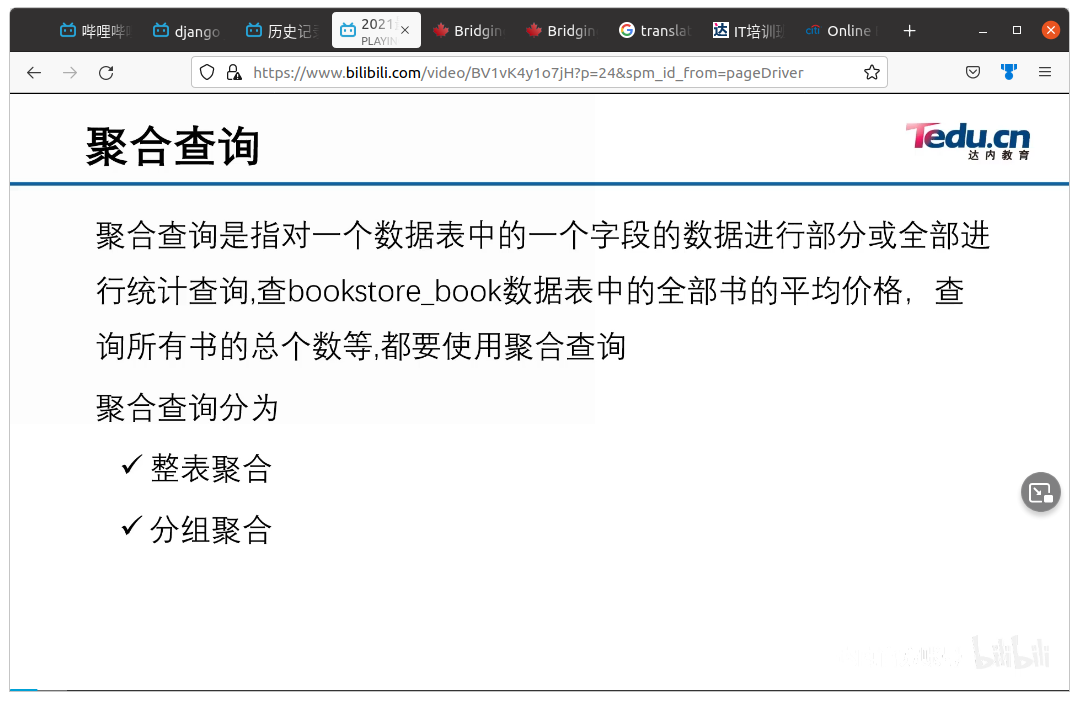 哔哩哔哩
django
历史记录
2021
PLAYIN
Bridgin
Bridgin
translat
IT培训班
citi Online
https://www.bilibili.com/video/BV1vK4y1o7jH?p=24&spm_id_from=pageDriver
聚合查询
Tedu.cn
达内教育
聚合查询是指对一个数据表中的一个字段的数据进行部分或全部进
行统计查询,查bookstore_book数据表中的全部书的平均价格，查
询所有书的总个数等,都要使用聚合查询
聚合查询分为
✓ 整表聚合
✓ 分组聚合
bilibili